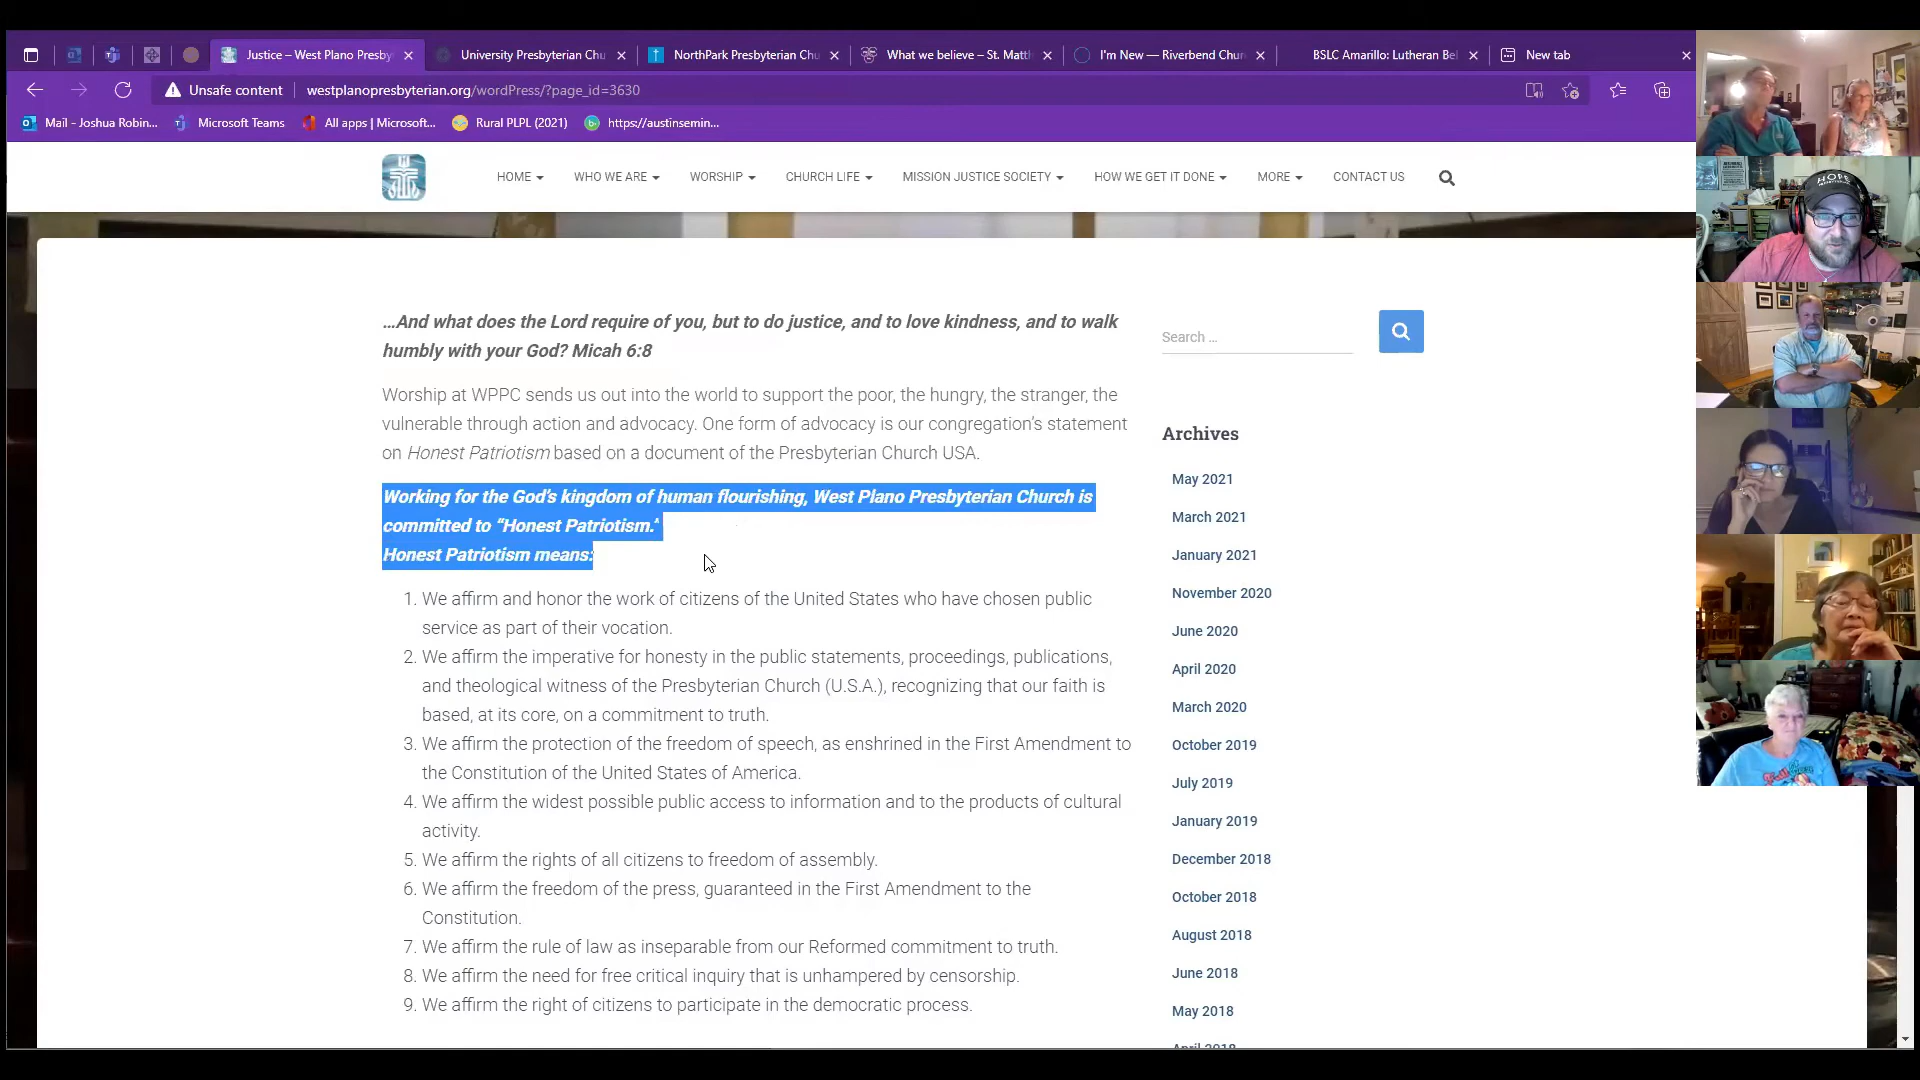 Justice – West Plano Presby
University Presbyterian Chu
NorthPark Presbyterian Chu
What we believe – St. Matth
I'm New — Riverbend Church
BSLC Amarillo: Lutheran Bel
New tab
Unsafe content
westplanopresbyterian.org/wordPress/?page_id=3630
Mail - Joshua Robin...
Microsoft Teams
All apps | Microsoft...
Rural PLPL (2021)
https://austinsemin...
HOME
WHO WE ARE
WORSHIP
CHURCH LIFE
MISSION JUSTICE SOCIETY
HOW WE GET IT DONE
MORE
CONTACT US
HOPE
…And what does the Lord require of you, but to do justice, and to love kindness, and to walk
humbly with your God? Micah 6:8
Worship at WPPC sends us out into the world to support the poor, the hungry, the stranger, the
vulnerable through action and advocacy. One form of advocacy is our congregation's statement
on Honest Patriotism based on a document of the Presbyterian Church USA.
Working for the God's kingdom of human flourishing, West Plano Presbyterian Church is
committed to “Honest Patriotism.”
Honest Patriotism means:
1. We affirm and honor the work of citizens of the United States who have chosen public
service as part of their vocation.
2. We affirm the imperative for honesty in the public statements, proceedings, publications,
and theological witness of the Presbyterian Church (U.S.A.), recognizing that our faith is
based, at its core, on a commitment to truth.
3. We affirm the protection of the freedom of speech, as enshrined in the First Amendment to
the Constitution of the United States of America.
4. We affirm the widest possible public access to information and to the products of cultural
activity.
5. We affirm the rights of all citizens to freedom of assembly.
6. We affirm the freedom of the press, guaranteed in the First Amendment to the
Constitution.
7. We affirm the rule of law as inseparable from our Reformed commitment to truth.
8. We affirm the need for free critical inquiry that is unhampered by censorship.
9. We affirm the right of citizens to participate in the democratic process.
Search …
Archives
May 2021
March 2021
January 2021
November 2020
June 2020
April 2020
March 2020
October 2019
July 2019
January 2019
December 2018
October 2018
August 2018
June 2018
May 2018
April 2018